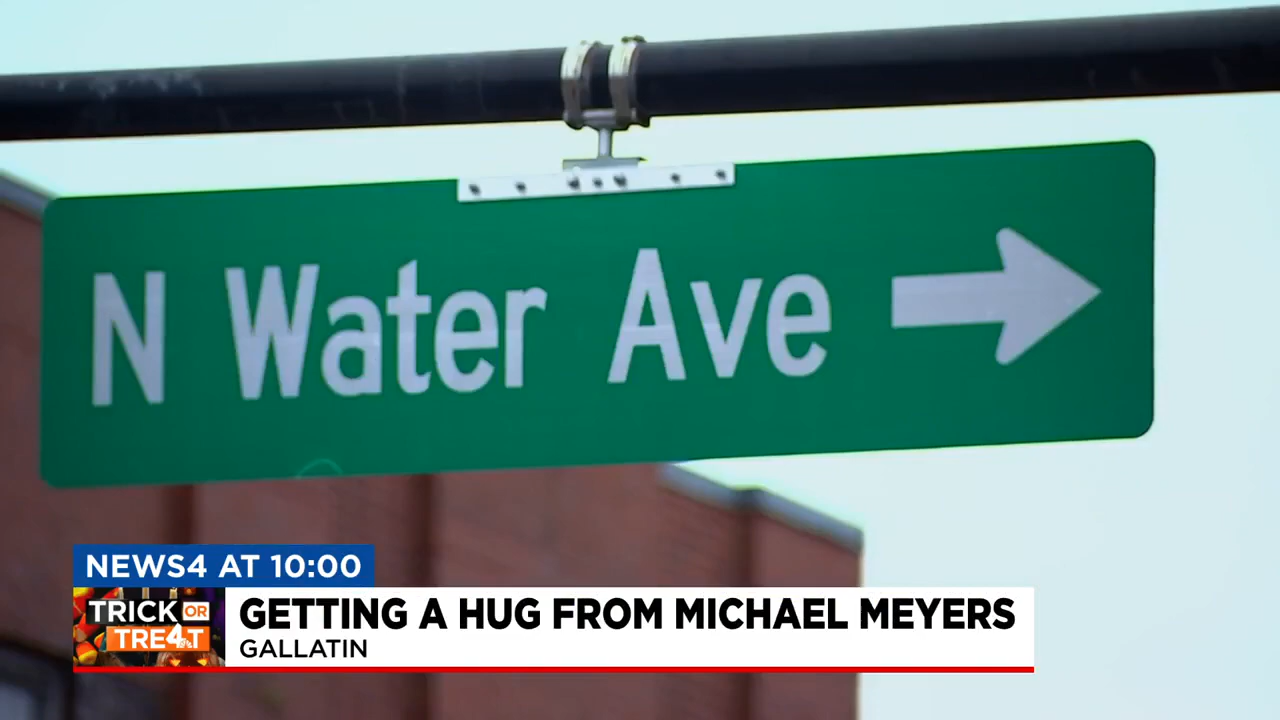 N Water Ave
NEWS4 AT 10:00
TRICK OR
TRE4T
GETTING A HUG FROM MICHAEL MEYERS
GALLATIN